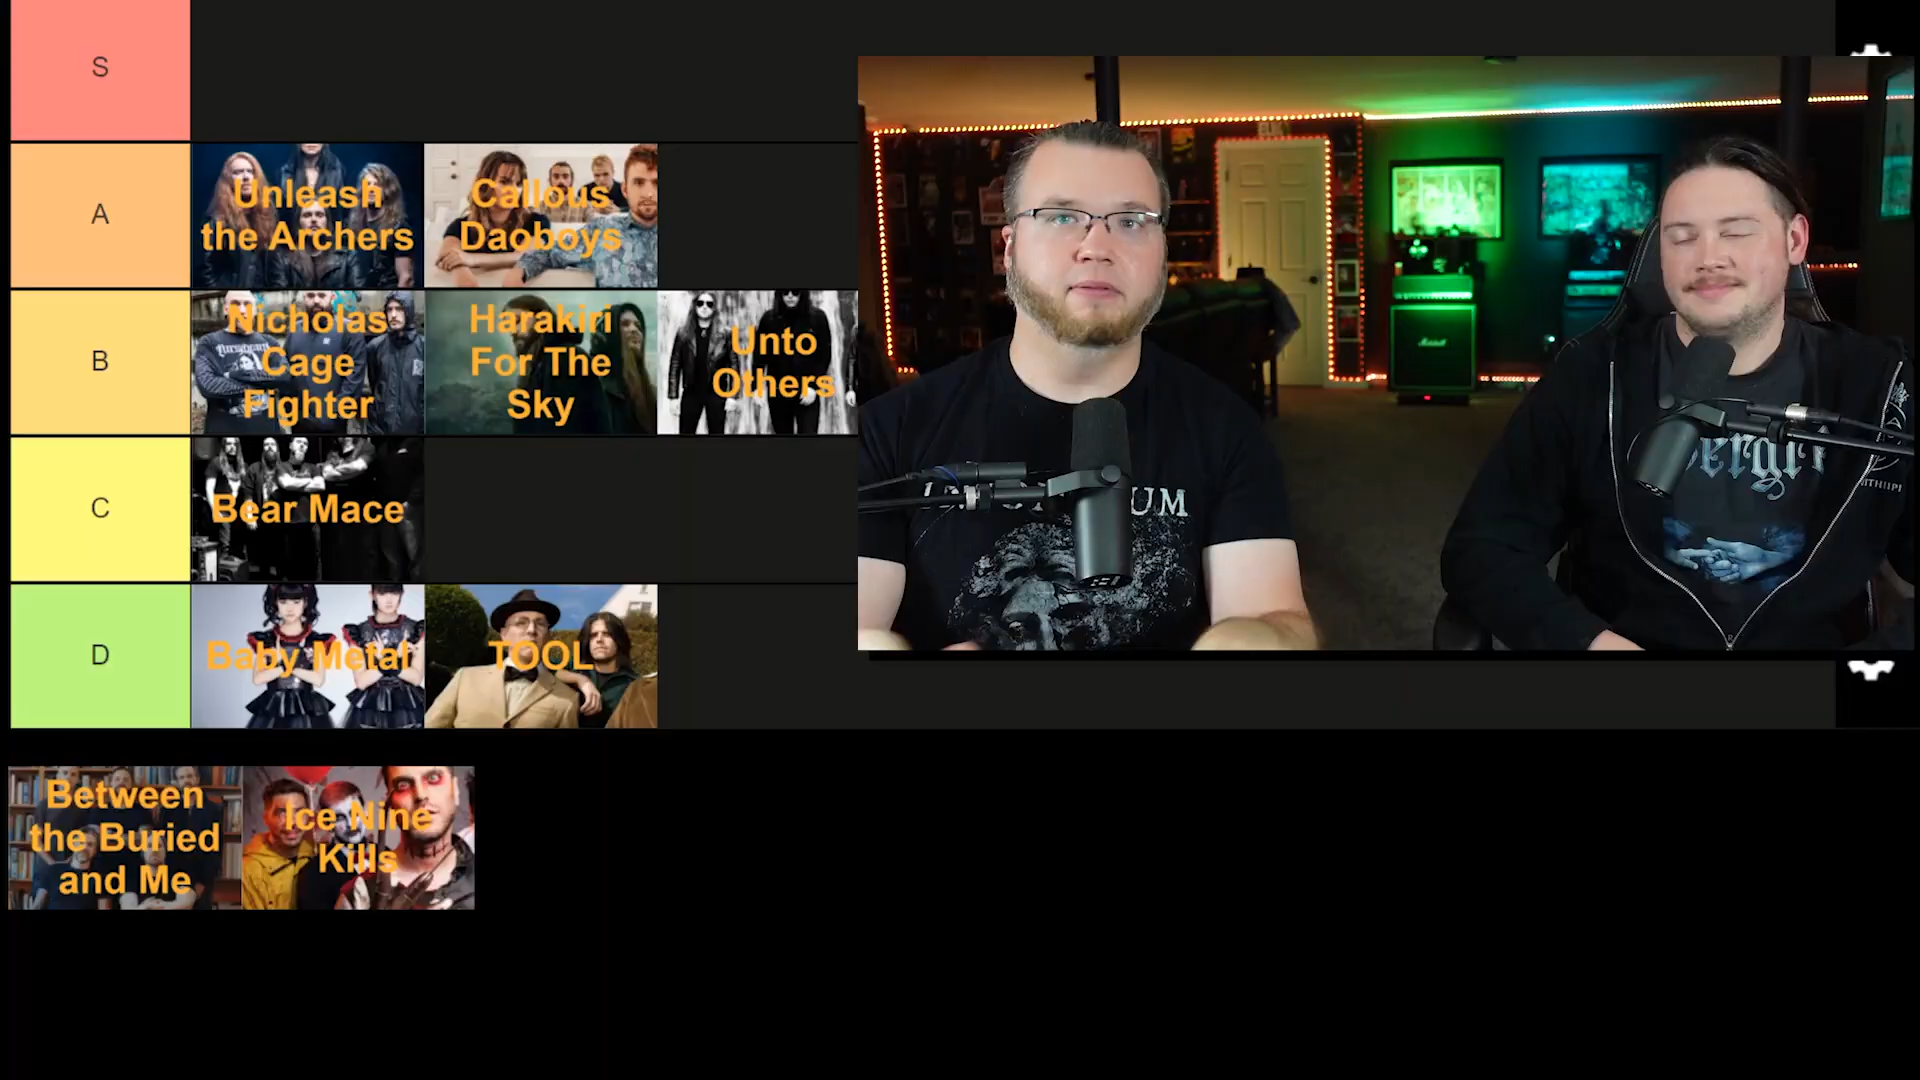 S
A
Unleash
the Archers
Callous
Daoboys
B
Nicholas
Cage
Fighter
Harakiri
For The
Sky
Unto
Others
C
Bear Mace
D
Baby Metal
TOOL
Between
the Buried
and Me
Ice Nine
Kills
Marshall